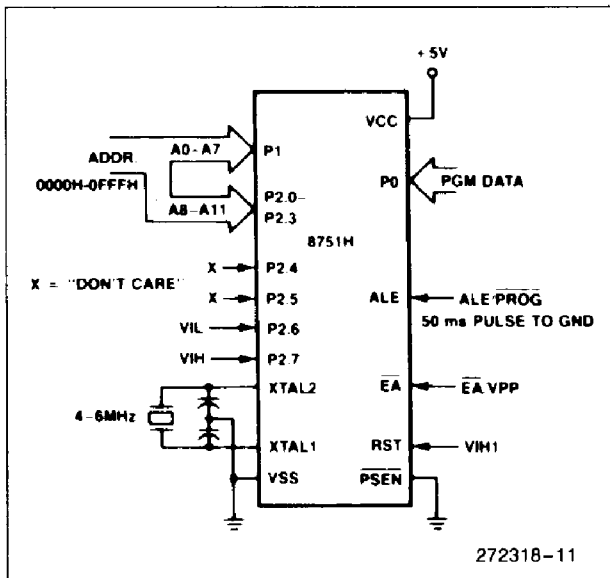 + 5V
VCC
A0-A7
P1
ADDR.
0000H-0FFFH
P0
PGM DATA
A8-A11
P2.0-
P2.3
8751H
X
P2.4
X = "DON'T CARE"
X
P2.5
ALE
ALE/PROG
50 ms PULSE TO GND
VIL
P2.6
VIH
P2.7
XTAL2
EA
EA/VPP
4-6MHz
XTAL1
RST
VIH1
VSS
PSEN
272318-11